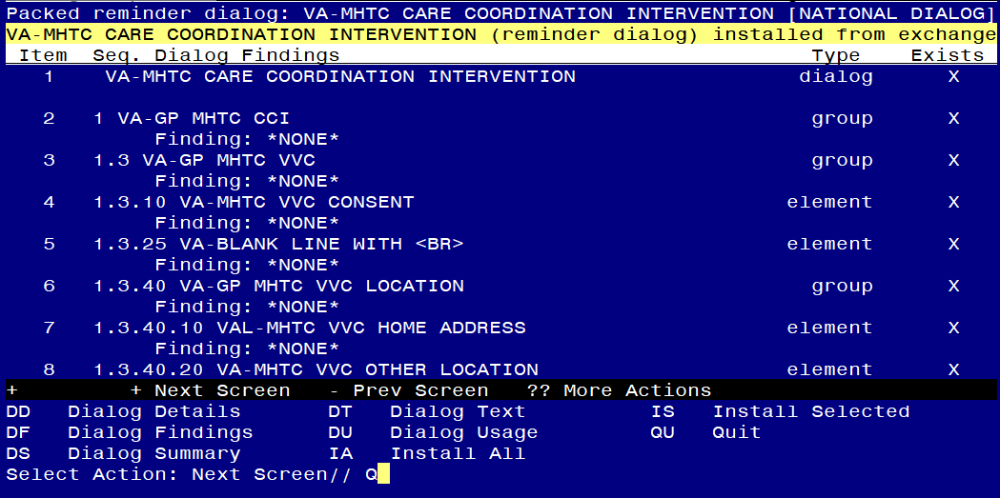 Packed reminder dialog: VA-MHTC CARE COORDINATION INTERVENTION [NATIONAL DIALOG]
VA-MHTC CARE COORDINATION INTERVENTION (reminder dialog) installed from exchange
Item Seq. Dialog Findings Type Exists
1 VA-MHTC CARE COORDINATION INTERVENTION dialog X
2 1 VA-GP MHTC CCI group X
Finding: *NONE*
3 1.3 VA-GP MHTC VVC group X
Finding: *NONE*
4 1.3.10 VA-MHTC VVC CONSENT element X
Finding: *NONE*
5 1.3.25 VA-BLANK LINE WITH <BR> element X
Finding: *NONE*
6 1.3.40 VA-GP MHTC VVC LOCATION group X
Finding: *NONE*
7 1.3.40.10 VAL-MHTC VVC HOME ADDRESS element X
Finding: *NONE*
8 1.3.40.20 VA-MHTC VVC OTHER LOCATION element X
+ + Next Screen - Prev Screen ?? More Actions
DD Dialog Details DT Dialog Text IS Install Selected
DF Dialog Findings DU Dialog Usage QU Quit
DS Dialog Summary IA Install All
Select Action: Next Screen// Q